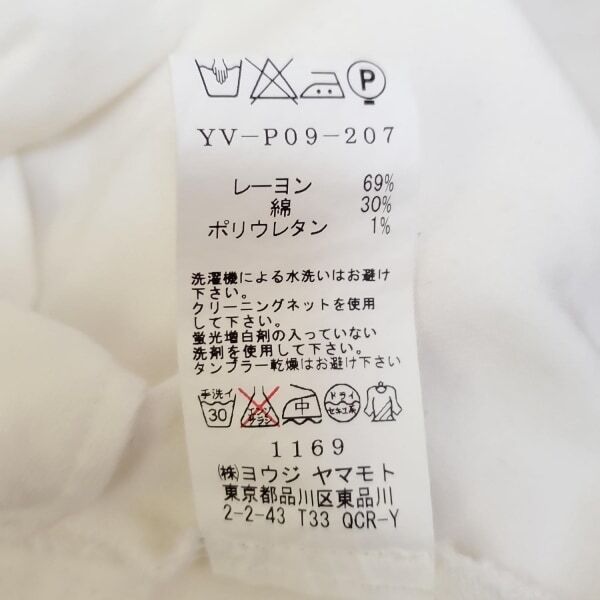 P
YV-P09-207
レーヨン 69%
綿 30%
ポリウレタン 1%
洗濯機による水洗いはお避け
下さい。
クリーニングネットを使用
して下さい。
蛍光増白剤の入っていない
洗剤を使用して下さい。
タンブラー乾燥はお避け下さい
手洗イ 30 エンソサラシ 中 ドライ セキユ系
1169
㈱ヨウジ ヤマモト
東京都品川区東品川
2-2-43 T33 QCR-Y